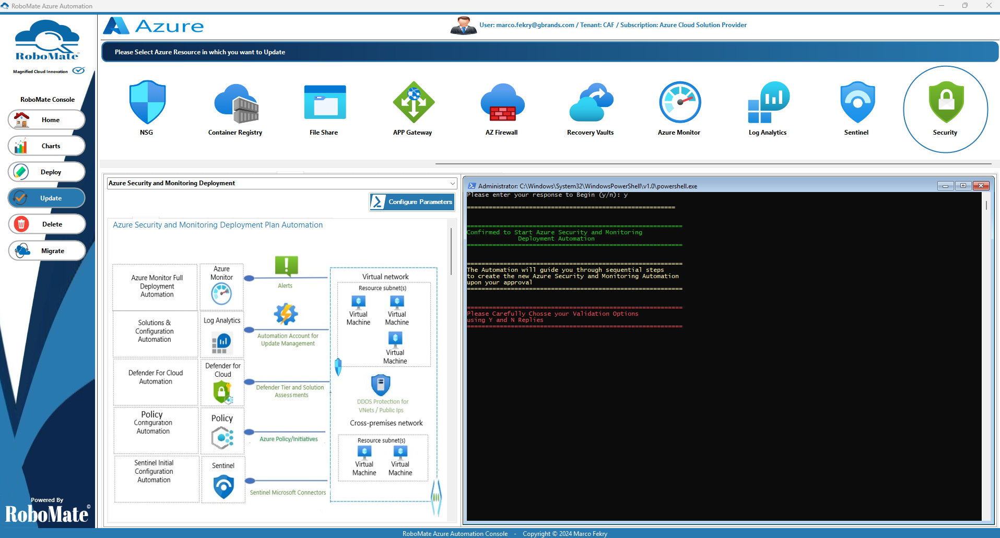 RoboMate Azure Automation
RoboMate©
Magnified Cloud Innovation
RoboMate Console
Home
Charts
Deploy
Update
Delete
Migrate
Powered By
RoboMate©
Azure
User: marco.fekry@gbrands.com / Tenant: CAF / Subscription: Azure Cloud Solution Provider
Please Select Azure Resource in which you want to Update
NSG
Container Registry
File Share
APP Gateway
AZ Firewall
Recovery Vaults
Azure Monitor
Log Analytics
Sentinel
Security
Azure Security and Monitoring Deployment
Configure Parameters
Azure Security and Monitoring Deployment Plan Automation
Azure Monitor Full
Deployment
Automation
Azure
Monitor
Alerts
Solutions &
Configuration
Automation
Log Analytics
Automation Account for
Update Management
Defender For Cloud
Automation
Defender for
Cloud
Defender Tier and Solution
Assessments
Policy
Configuration
Automation
Policy
Azure Policy/Initiatives
Sentinel Initial
Configuration
Automation
Sentinel
Sentinel Microsoft Connectors
Virtual network
Resource subnet(s)
Virtual
Machine
Virtual
Machine
Virtual
Machine
DDOS Protection for
VNets / Public Ips
Cross-premises network
Resource subnet(s)
Virtual
Machine
Virtual
Machine
Administrator: C:\Windows\System32\WindowsPowerShell\v1.0\powershell.exe
Please enter your response to Begin (y/n): y
=========================================================
===========================================================
Confirmed to Start Azure Security and Monitoring
Deployment Automation
===========================================================
===========================================================
The Automation will guide you through sequential steps
to create the new Azure Security and Monitoring Automation
upon your approval
===========================================================
===========================================================
Please Carefully Chosse your Validation Options
using Y and N Replies
===========================================================
RoboMate Azure Automation Console - Copyright © 2024 Marco Fekry